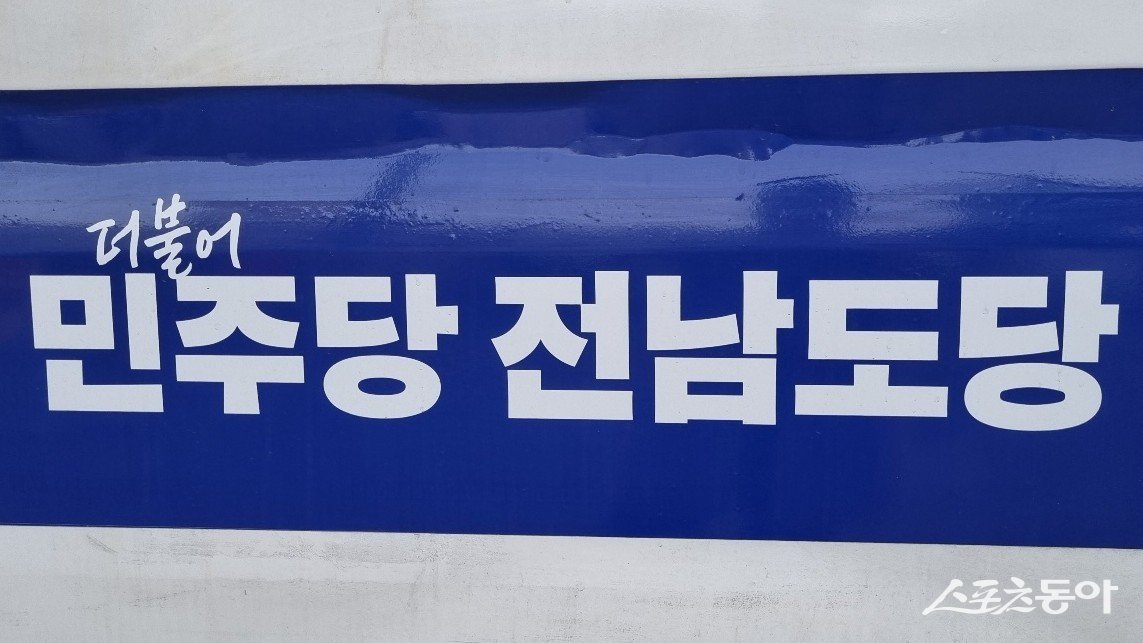 더불어
민주당 전남도당
스포츠동아